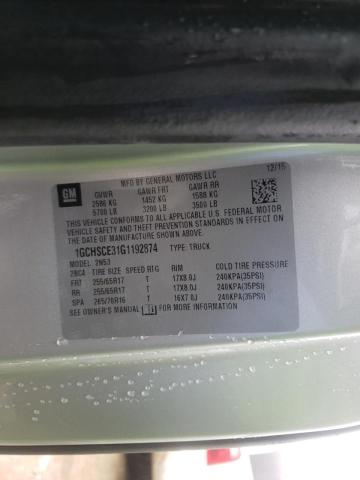 MFD BY GENERAL MOTORS LLC 12/15
GM GVWR GAWR FRT GAWR RR
2586 KG 1452 KG 1588 KG
5700 LB 3200 LB 3500 LB
THIS VEHICLE CONFORMS TO ALL APPLICABLE U.S. FEDERAL MOTOR
VEHICLE SAFETY AND THEFT PREVENTION STANDARDS IN EFFECT
ON THE DATE OF MANUFACTURE SHOWN ABOVE.
1GCHSCE31G1192874 TYPE: TRUCK
2N53
2BC4 TIRE SIZE SPEED RTG RIM COLD TIRE PRESSURE
FRT 255/65R17 T 17X8.0J 240KPA(35PSI)
RR 255/65R17 T 17X8.0J 240KPA(35PSI)
SPA 265/70R16 T 16X7.0J 240KPA(35PSI)
SEE OWNER'S MANUAL FOR MORE INFORMATION.